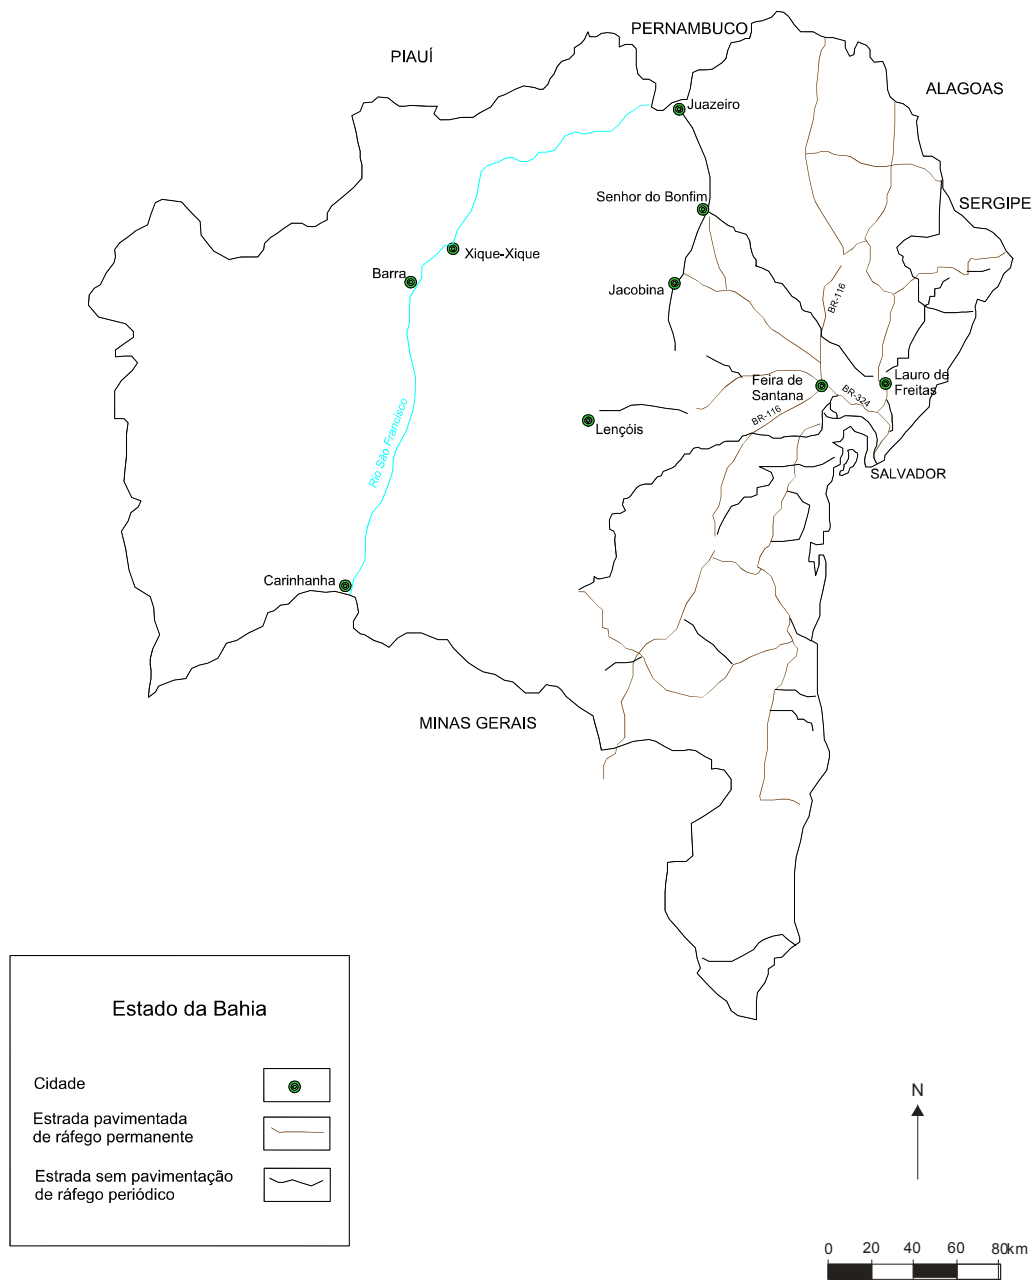 PERNAMBUCO
PIAUÍ
ALAGOAS
Juazeiro
Senhor do Bonfim
SERGIPE
Xique-Xique
Barra
Jacobina
BR-116
Feira de
Santana
Lauro de
Freitas
BR-324
BR-116
Lençóis
Rio São Francisco
SALVADOR
Carinhanha
MINAS GERAIS
Estado da Bahia
Cidade
Estrada pavimentada
de ráfego permanente
Estrada sem pavimentação
de ráfego periódico
N
0 20 40 60 80km